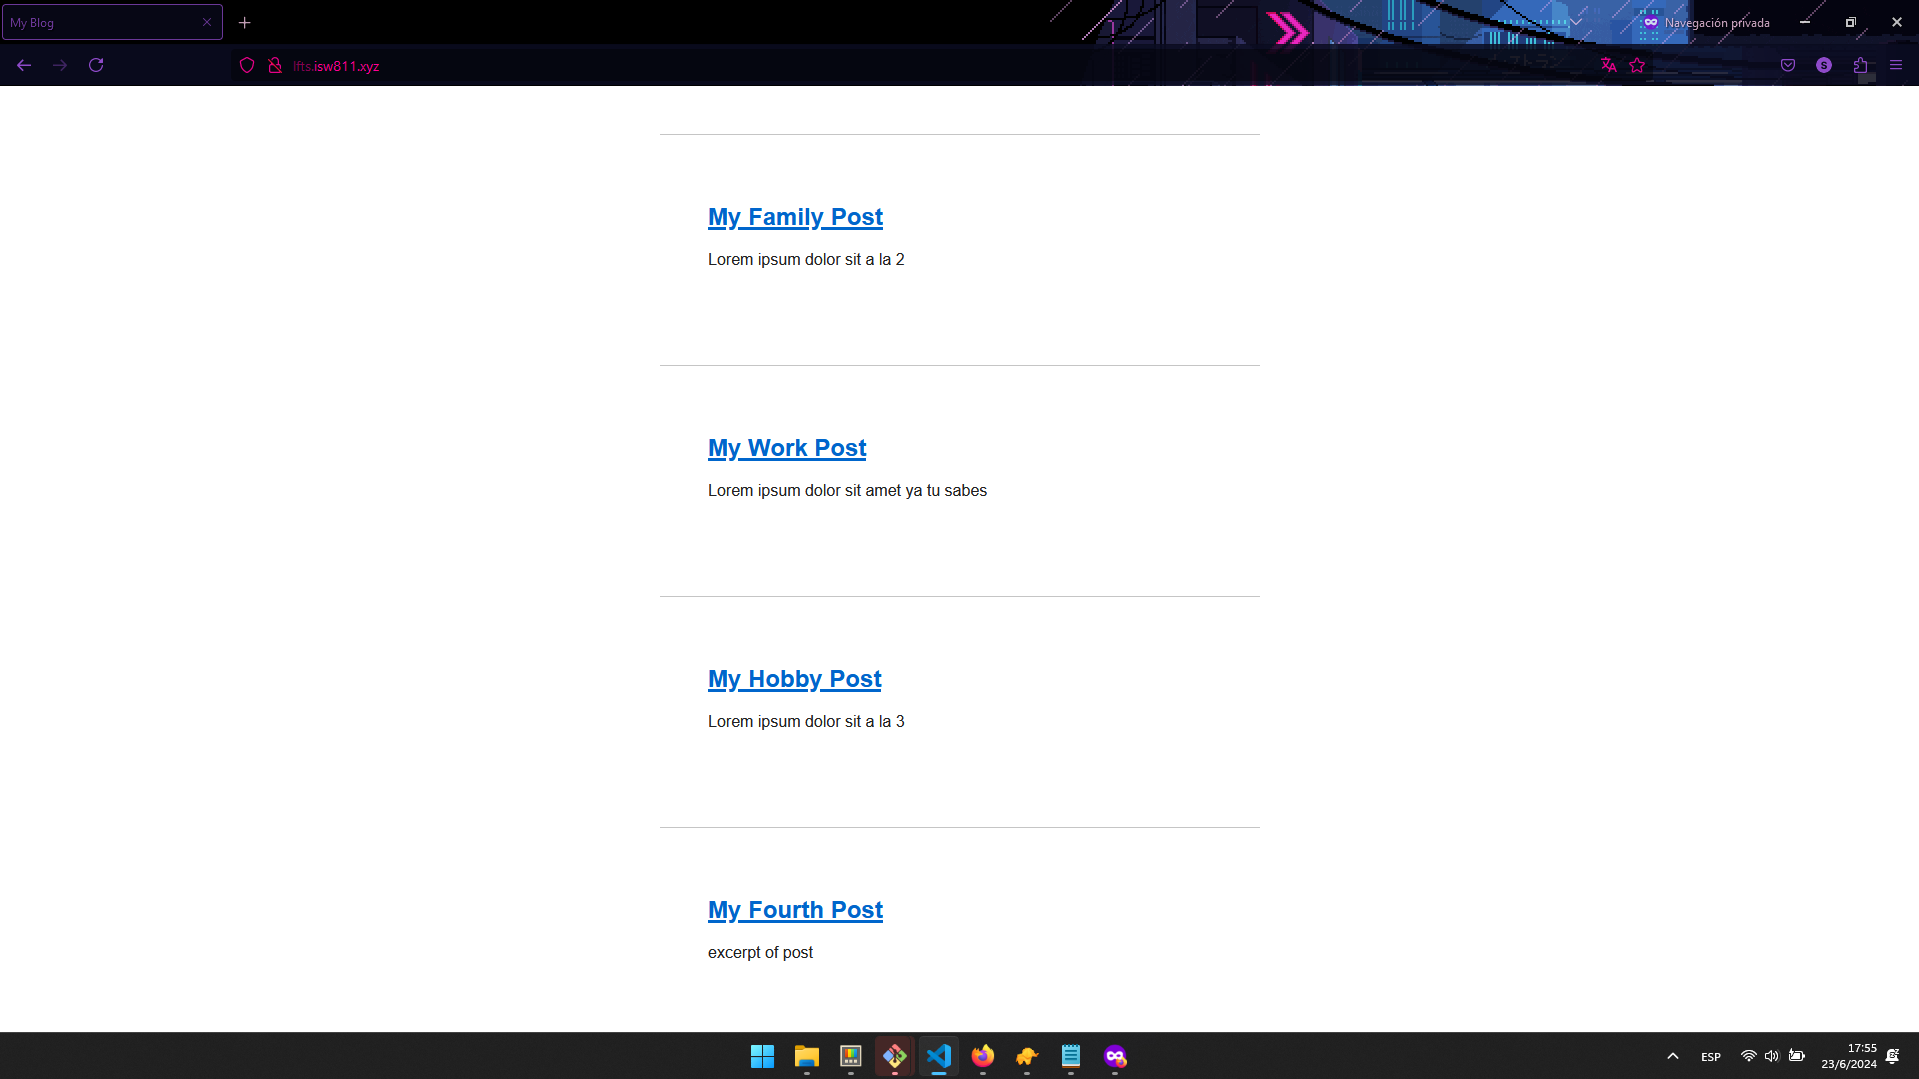 My Blog
Navegación privada
lfts.isw811.xyz
My Family Post
Lorem ipsum dolor sit a la 2
My Work Post
Lorem ipsum dolor sit amet ya tu sabes
My Hobby Post
Lorem ipsum dolor sit a la 3
My Fourth Post
excerpt of post
ESP
17:55
23/6/2024